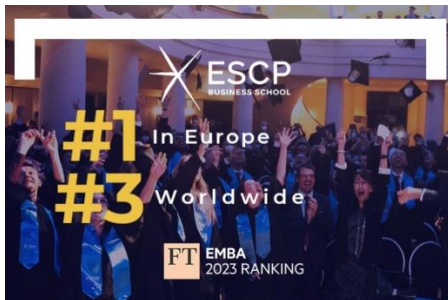 ESCP
BUSINESS SCHOOL
#1 In Europe
#3 Worldwide
FT EMBA
2023 RANKING